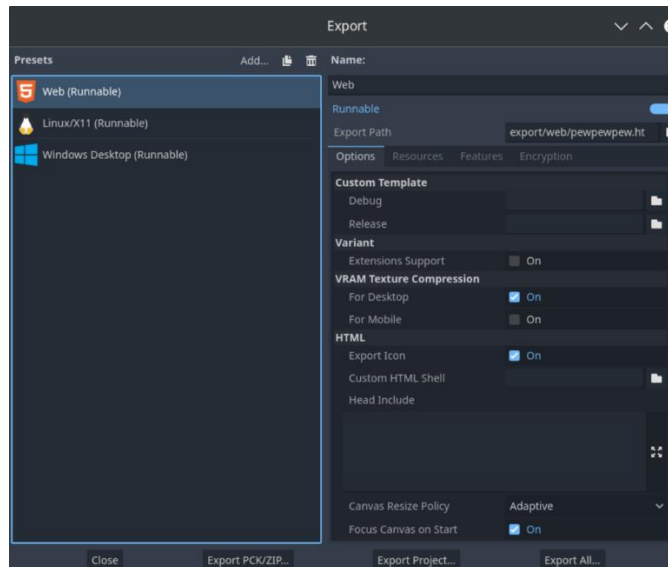 Export
Presets
Add...
Web (Runnable)
Linux/X11 (Runnable)
Windows Desktop (Runnable)
Name:
Web
Runnable
Export Path export/web/pewpewpew.ht
Options Resources Features Encryption
Custom Template
Debug
Release
Variant
Extensions Support On
VRAM Texture Compression
For Desktop On
For Mobile On
HTML
Export Icon On
Custom HTML Shell
Head Include
Canvas Resize Policy Adaptive
Focus Canvas on Start On
Close Export PCK/ZIP... Export Project... Export All...